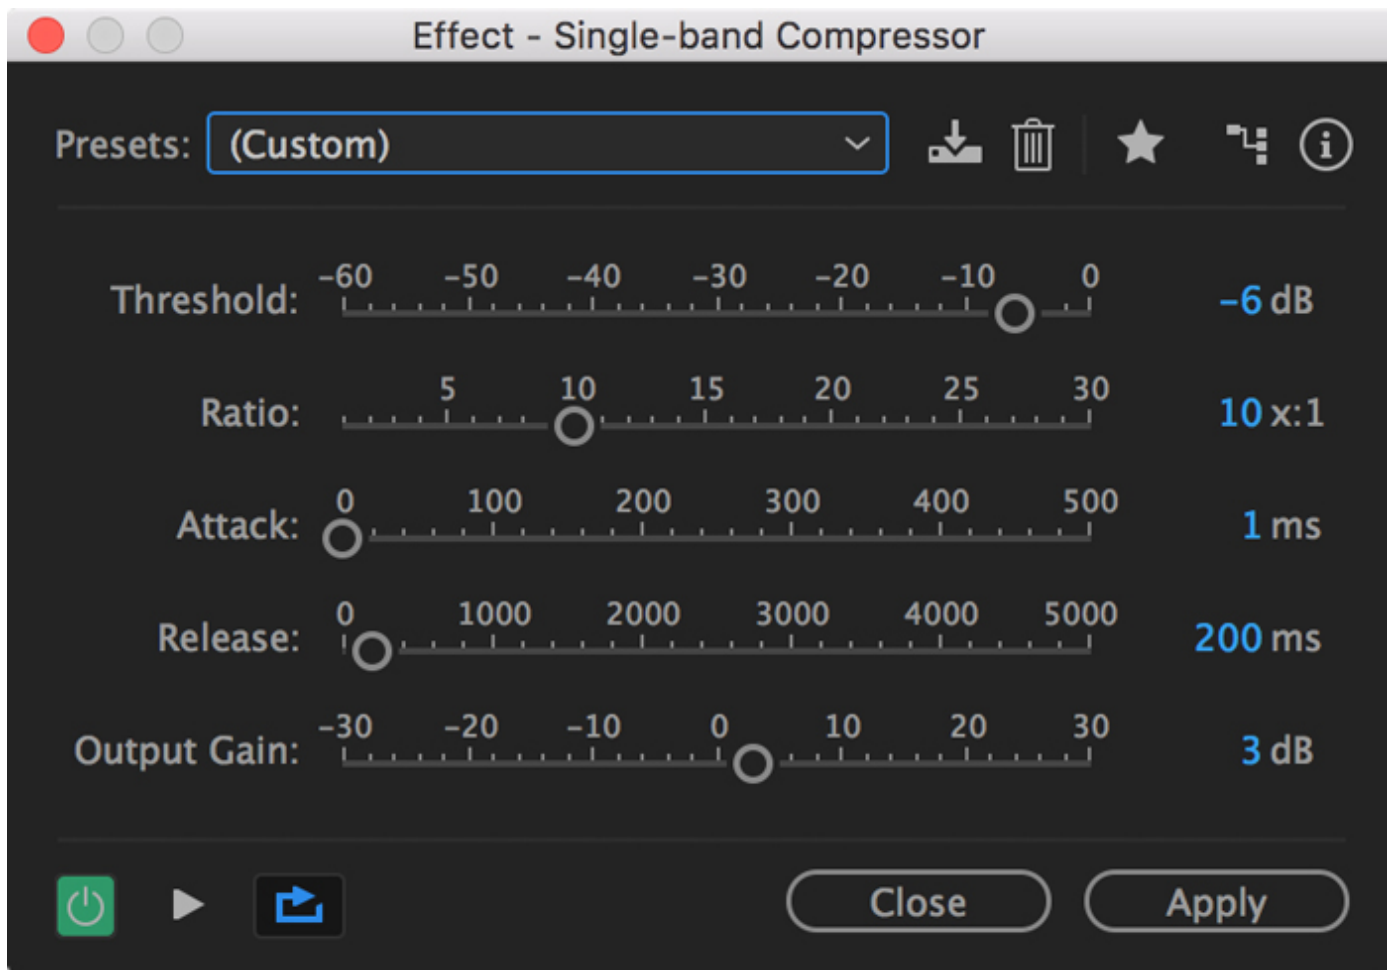 Effect - Single-band Compressor
Presets: (Custom)
-60 -50 -40 -30 -20 -10 0
Threshold: -6 dB
5 10 15 20 25 30
Ratio: 10 x:1
0 100 200 300 400 500
Attack: 1 ms
0 1000 2000 3000 4000 5000
Release: 200 ms
-30 -20 -10 0 10 20 30
Output Gain: 3 dB
Close Apply